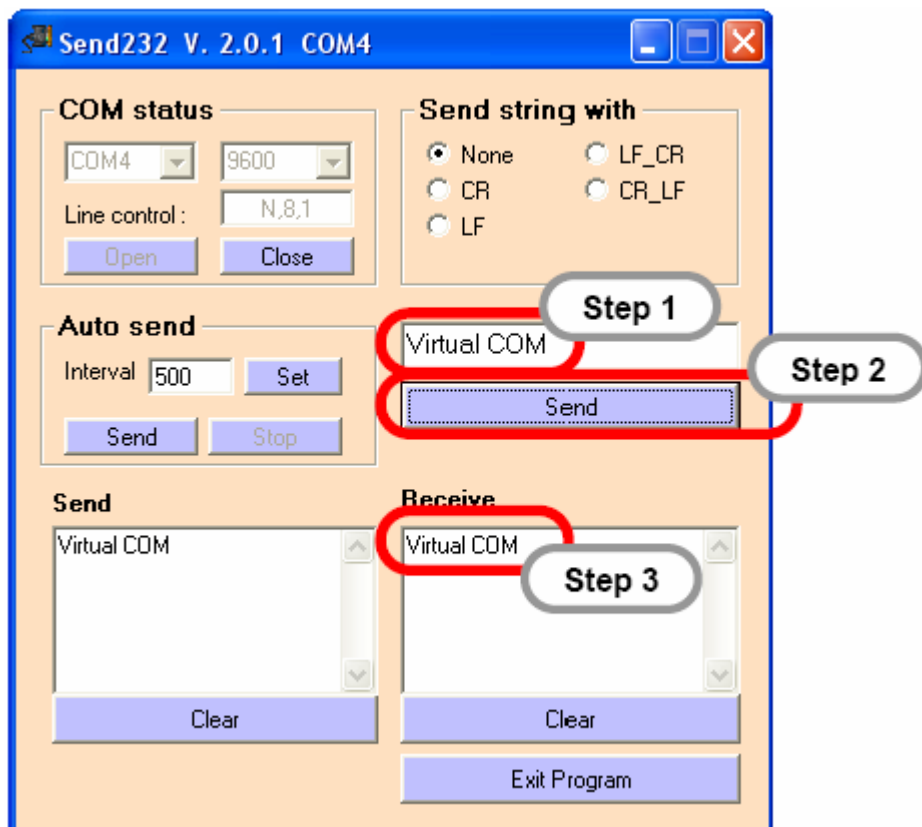 Send232 V. 2.0.1 COM4
COM status
COM4 9600
Line control : N,8,1
Open Close
Send string with
None LF_CR
CR CR_LF
LF
Auto send
Interval 500 Set
Send Stop
Step 1
Virtual COM
Step 2
Send
Send
Virtual COM
Clear
Receive
Virtual COM
Step 3
Clear
Exit Program